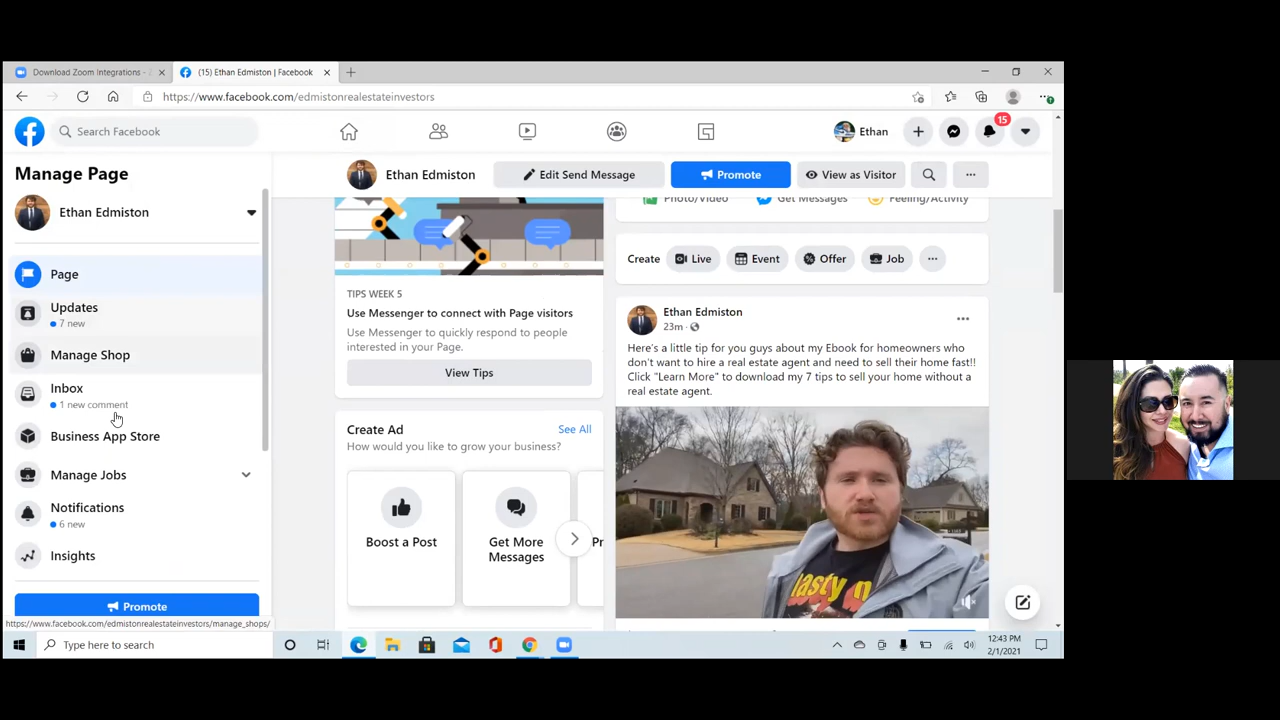 Download Zoom Integrations -
(15) Ethan Edmiston | Facebook
https://www.facebook.com/edmistonrealestateinvestors
Search Facebook
Ethan
15
Manage Page
Ethan Edmiston
Edit Send Message
Promote
View as Visitor
Ethan Edmiston
Photo/Video
Get Messages
Feeling/Activity
Page
Updates
7 new
Manage Shop
Inbox
1 new comment
Business App Store
Manage Jobs
Notifications
6 new
Insights
Promote
https://www.facebook.com/edmistonrealestateinvestors/manage_shops/
TIPS WEEK 5
Use Messenger to connect with Page visitors
Use Messenger to quickly respond to people
interested in your Page.
View Tips
Create Ad
See All
How would you like to grow your business?
Boost a Post
Get More
Messages
Create
Live
Event
Offer
Job
Ethan Edmiston
23m
Here's a little tip for you guys about my Ebook for homeowners who
don't want to hire a real estate agent and need to sell their home fast!!
Click "Learn More" to download my 7 tips to sell your home without a
real estate agent.
Type here to search
12:43 PM
2/1/2021